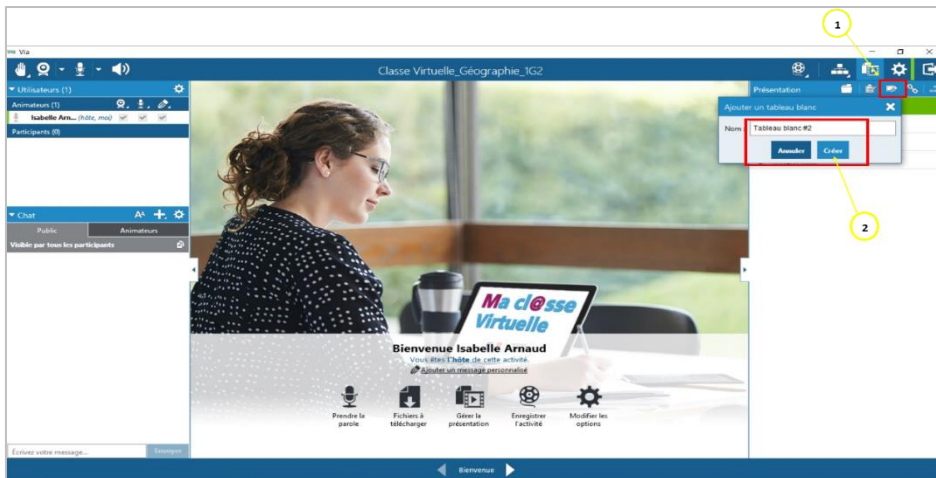 1
Via
Classe Virtuelle_Géographie_1G2
Utilisateurs (1)
Animateurs (1)
Isabelle Arn... (hôte, moi)
Participants (0)
Présentation
Ajouter un tableau blanc
Nom :
Tableau blanc #2
Annuler
Créer
2
Chat
Public
Animateurs
Visible par tous les participants
Ma cl@sse
Virtuelle
Bienvenue Isabelle Arnaud
Vous êtes l'hôte de cette activité.
Ajouter un message personnalisé
Prendre la
parole
Fichiers à
télécharger
Gérer la
présentation
Enregistrer
l'activité
Modifier les
options
Écrivez votre message...
Envoyer
Bienvenue